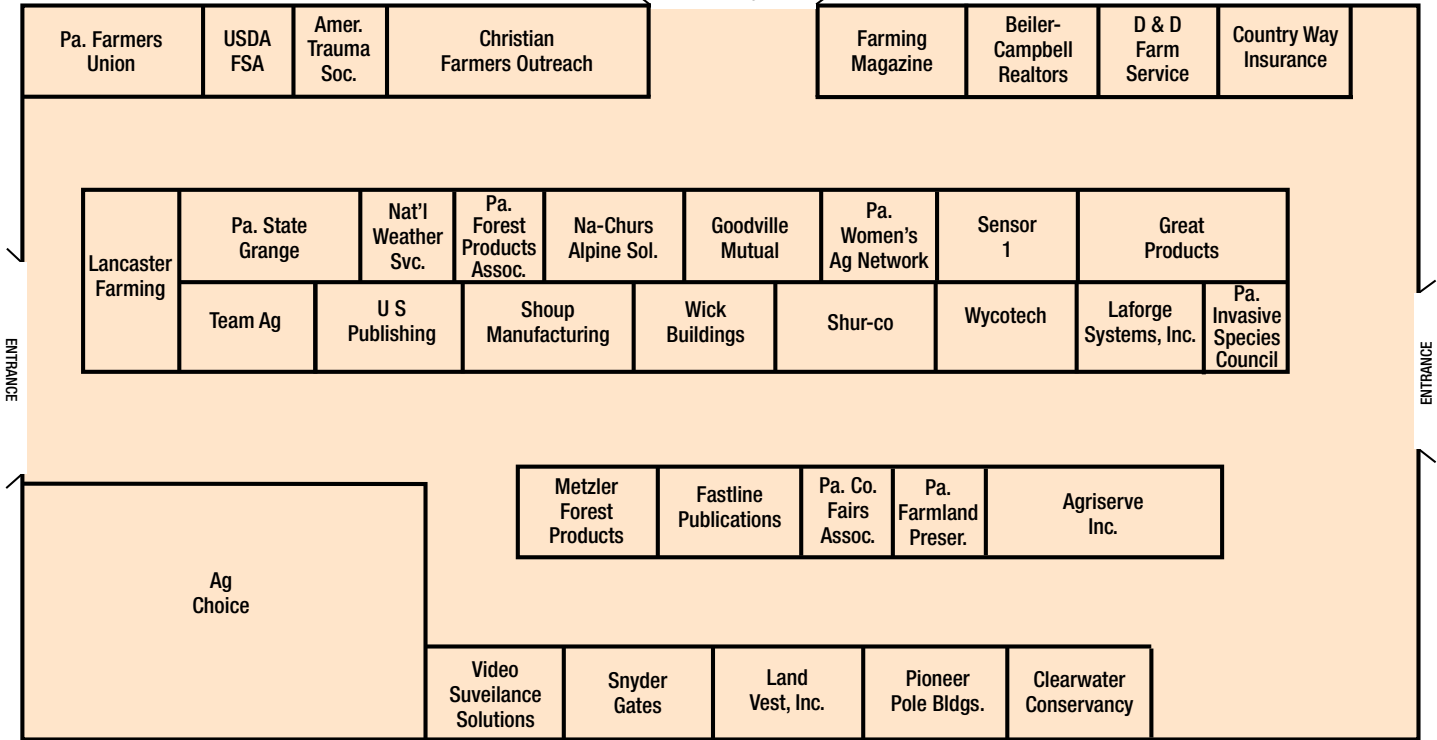 Pa. Farmers
Union
USDA
FSA
Amer.
Trauma
Soc.
Christian
Farmers Outreach
Farming
Magazine
Beiler-
Campbell
Realtors
D & D
Farm
Service
Country Way
Insurance
Lancaster
Farming
Pa. State
Grange
Nat'l
Weather
Svc.
Pa.
Forest
Products
Assoc.
Na-Churs
Alpine Sol.
Goodville
Mutual
Pa.
Women's
Ag Network
Sensor
1
Great
Products
Team Ag
U S
Publishing
Shoup
Manufacturing
Wick
Buildings
Shur-co
Wycotech
Laforge
Systems, Inc.
Pa.
Invasive
Species
Council
ENTRANCE
ENTRANCE
Metzler
Forest
Products
Fastline
Publications
Pa. Co.
Fairs
Assoc.
Pa.
Farmland
Preser.
Agriserve
Inc.
Ag
Choice
Video
Suveilance
Solutions
Snyder
Gates
Land
Vest, Inc.
Pioneer
Pole Bldgs.
Clearwater
Conservancy